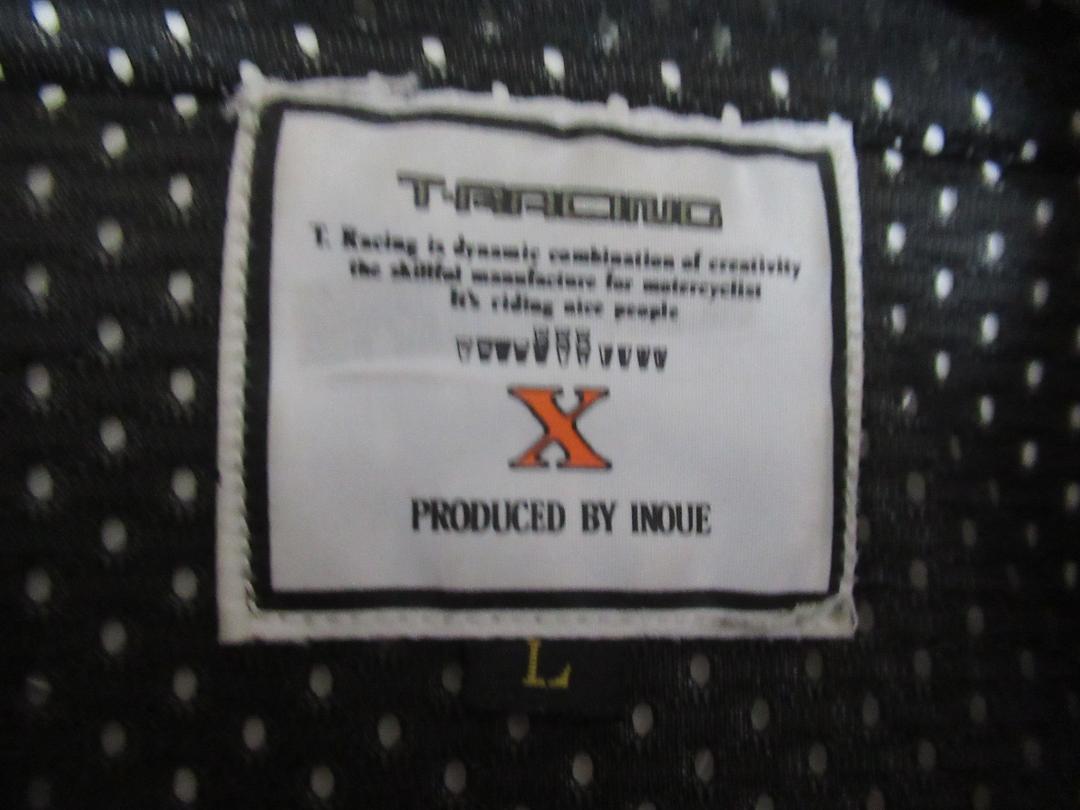 T-RACING
T. Racing is dynamic combination of creativity
the skillful manufacture for motorcyclist
It's riding nice people
X
PRODUCED BY INOUE
L